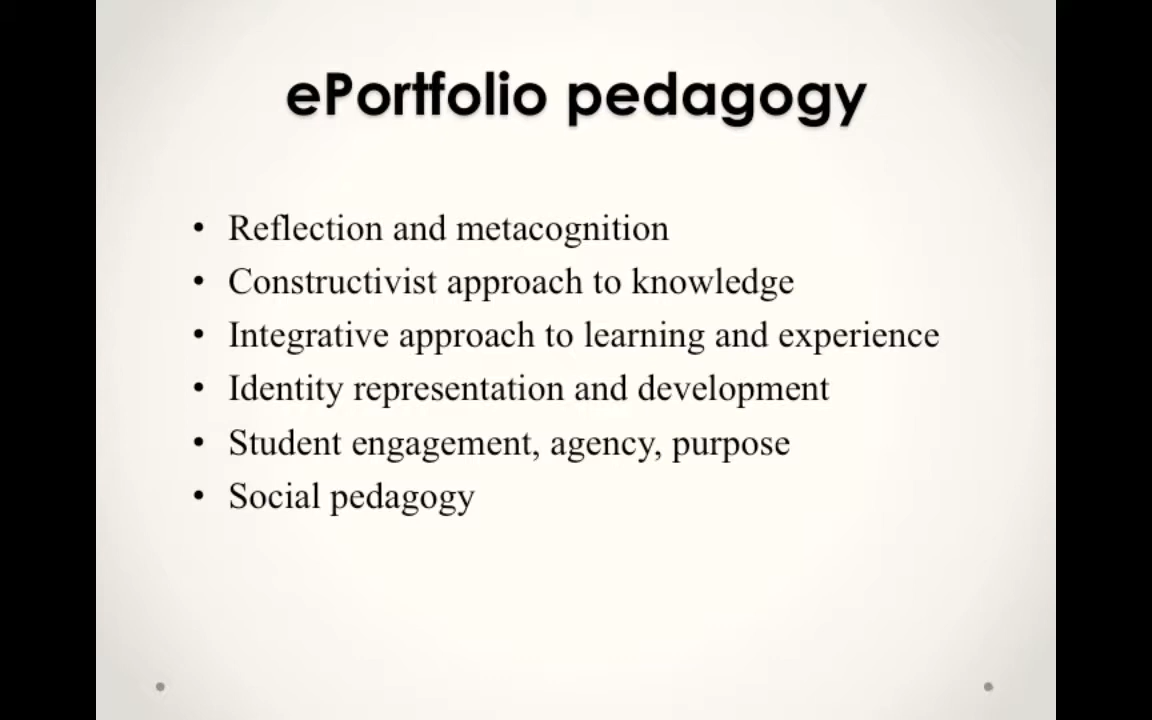 ePortfolio pedagogy
• Reflection and metacognition
• Constructivist approach to knowledge
• Integrative approach to learning and experience
• Identity representation and development
• Student engagement, agency, purpose
• Social pedagogy